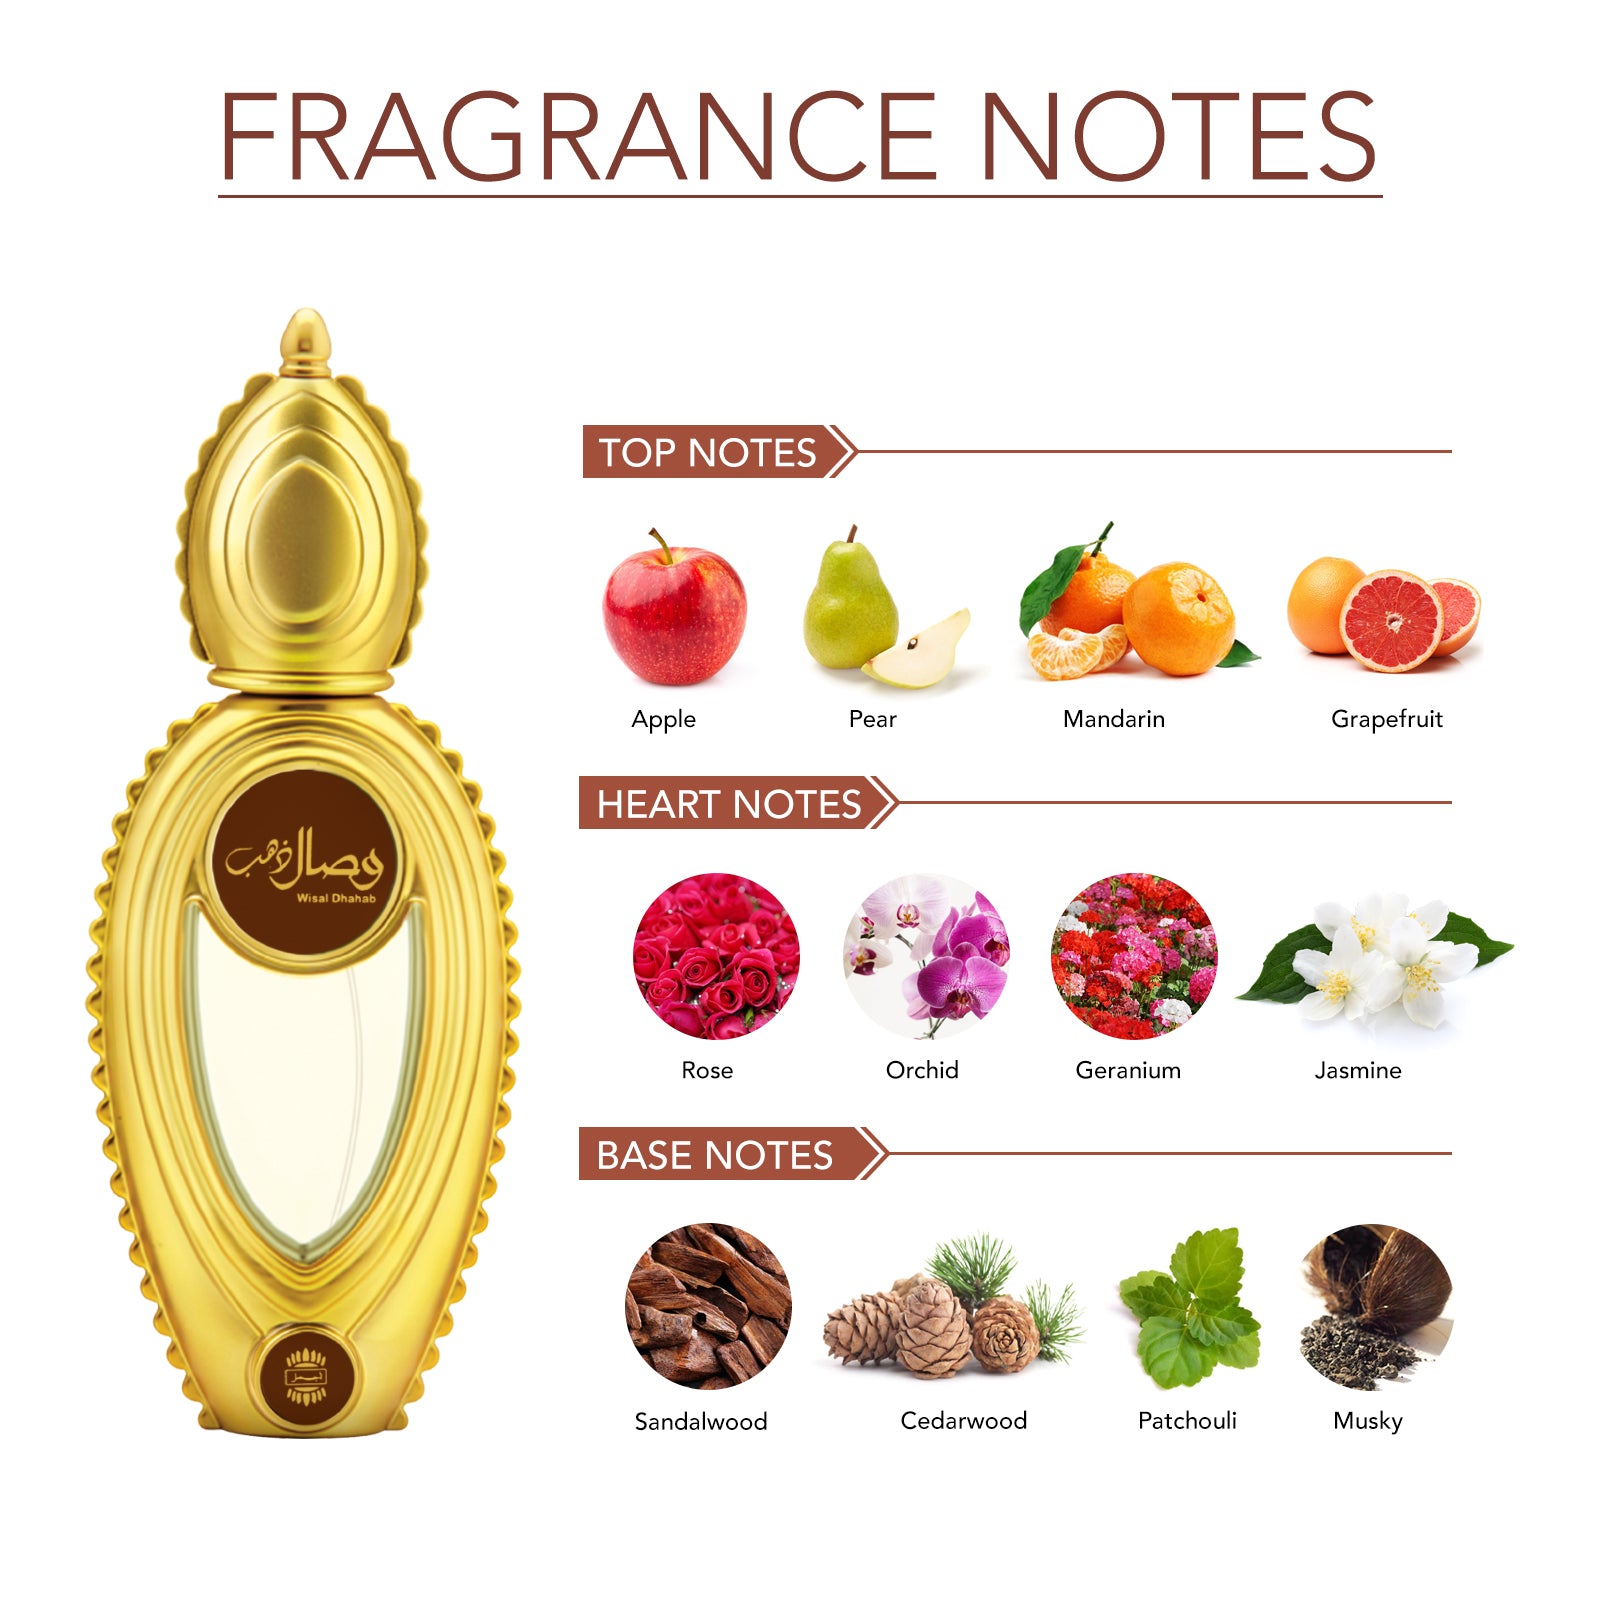 FRAGRANCE NOTES
وصال ذهب
Wisal Dhahab
TOP NOTES
Apple
Pear
Mandarin
Grapefruit
HEART NOTES
Rose
Orchid
Geranium
Jasmine
BASE NOTES
Sandalwood
Cedarwood
Patchouli
Musky